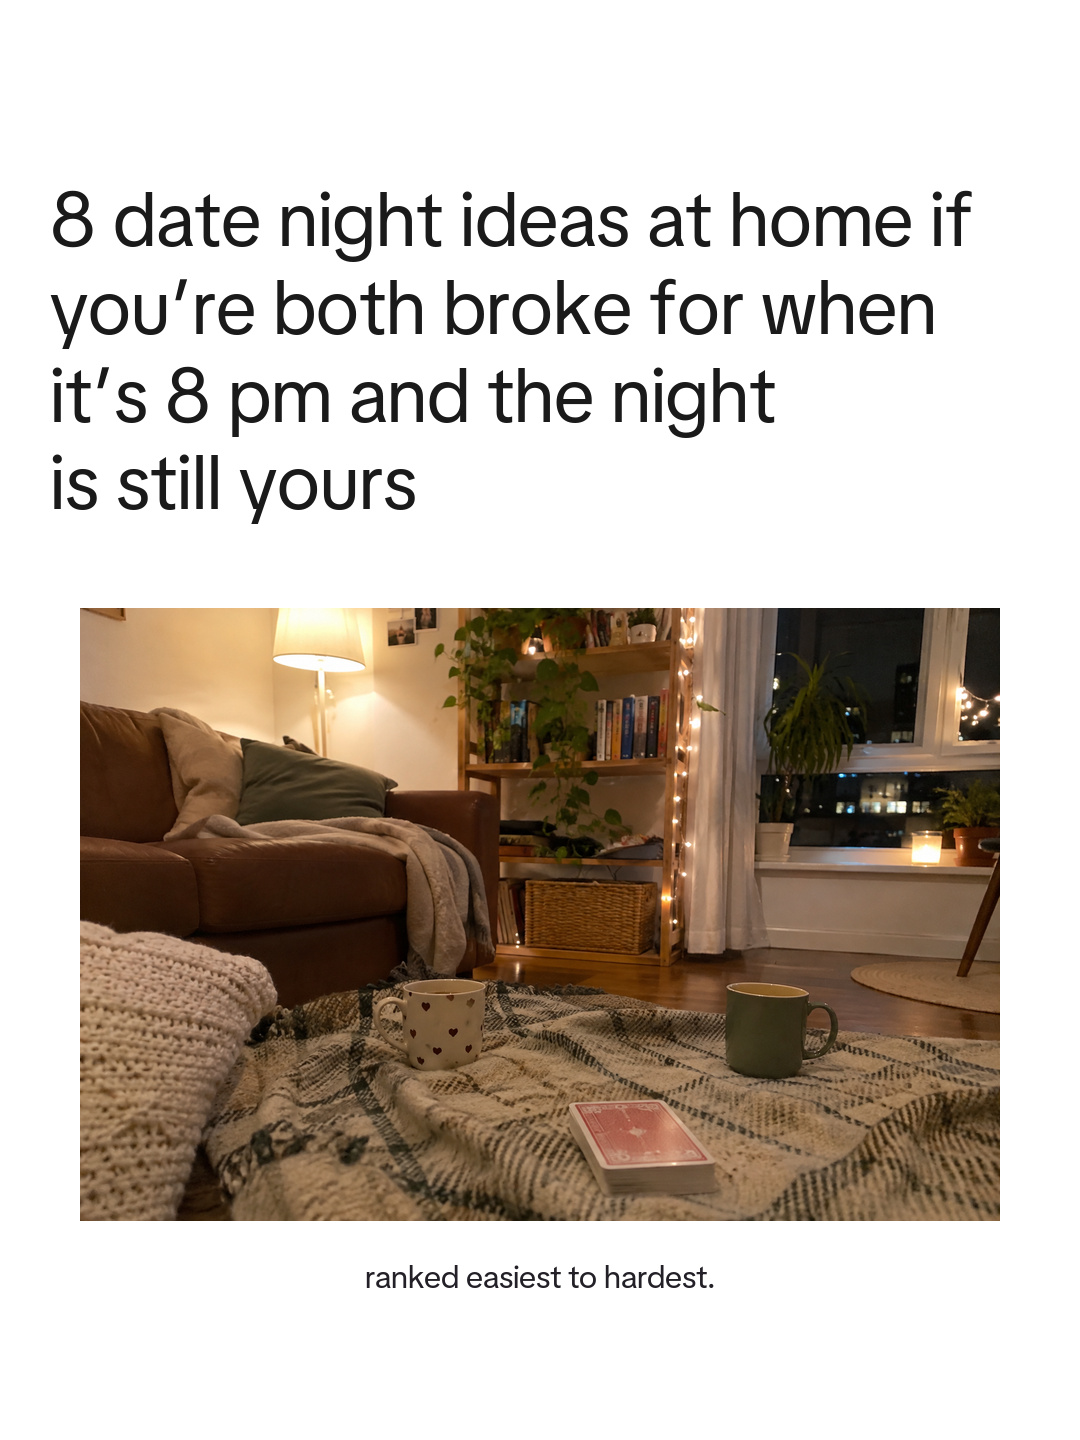 8 date night ideas at home if
you’re both broke for when
it’s 8 pm and the night
is still yours
ranked easiest to hardest.